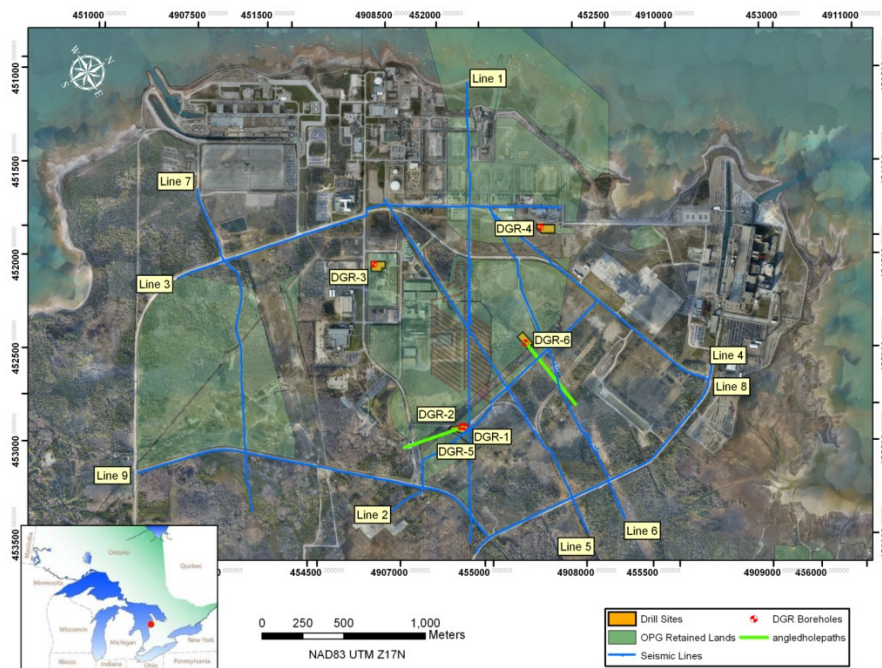 451000 4907500 451500 4908500 452000 452500 4910000 453000 4911000
451000
451500
452000
452500
453000
453500
N
W
E
S
Line 1
Line 7
DGR-4
DGR-3
Line 3
DGR-6
Line 4
Line 8
DGR-2
DGR-1
DGR-5
Line 9
Line 2
Line 6
Line 5
454500 4907000 455000 4908000 455500 4909000 456000
Manitoba
Ontario
Quebec
Minnesota
Wisconsin
Michigan
New York
Illinois
Indiana
Ohio
Pennsylvania
0 250 500 1,000
Meters
NAD83 UTM Z17N
Drill Sites
DGR Boreholes
OPG Retained Lands
angledholepaths
Seismic Lines